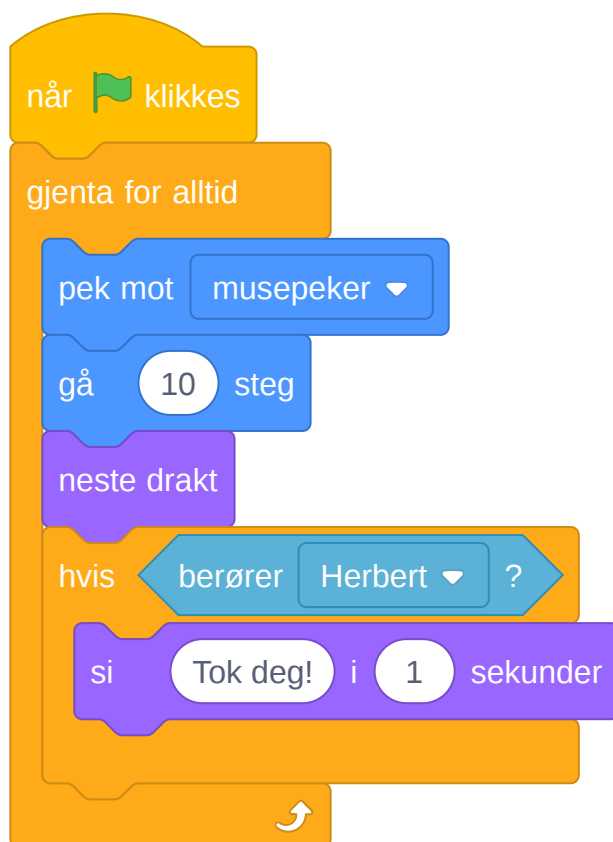 når klikkes
gjenta for alltid
pek mot musepeker
gå 10 steg
neste drakt
hvis berører Herbert ?
si Tok deg! i 1 sekunder